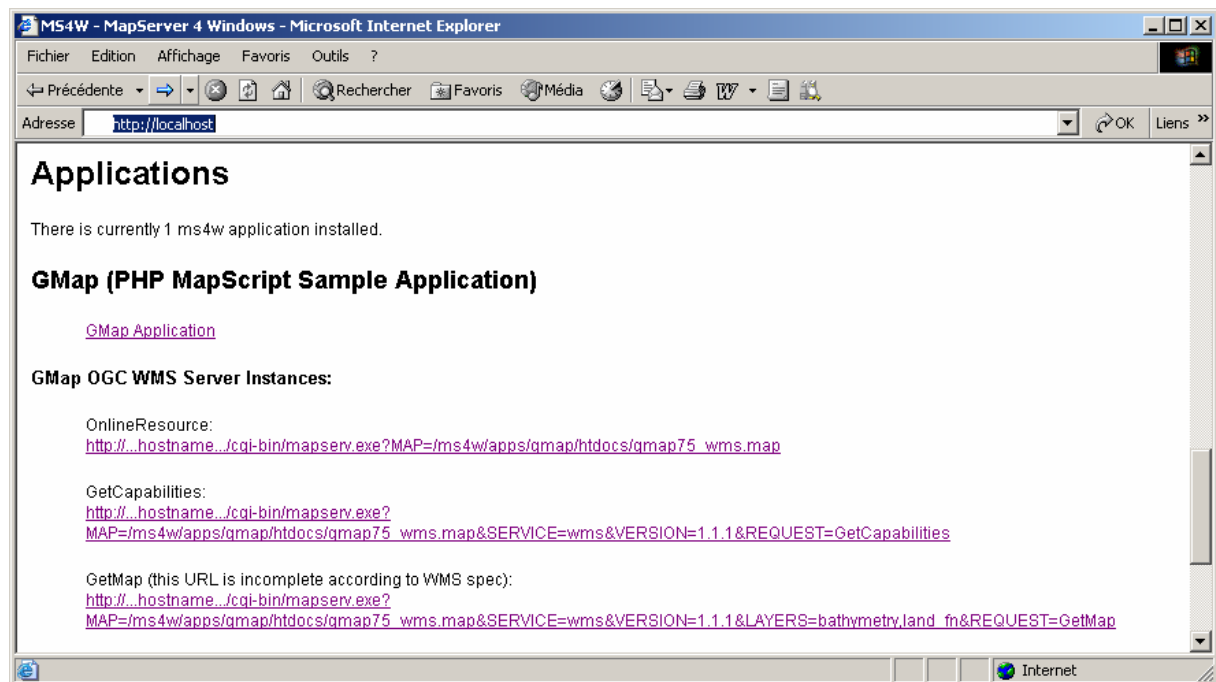 MS4W - MapServer 4 Windows - Microsoft Internet Explorer
Fichier Edition Affichage Favoris Outils ?
Précédente Rechercher Favoris Média
Adresse http://localhost OK Liens »
Applications
There is currently 1 ms4w application installed.
GMap (PHP MapScript Sample Application)
GMap Application
GMap OGC WMS Server Instances:
OnlineResource:
http://...hostname.../cgi-bin/mapserv.exe?MAP=/ms4w/apps/gmap/htdocs/gmap75_wms.map
GetCapabilities:
http://...hostname.../cgi-bin/mapserv.exe?
MAP=/ms4w/apps/gmap/htdocs/gmap75_wms.map&SERVICE=wms&VERSION=1.1.1&REQUEST=GetCapabilities
GetMap (this URL is incomplete according to WMS spec):
http://...hostname.../cgi-bin/mapserv.exe?
MAP=/ms4w/apps/gmap/htdocs/gmap75_wms.map&SERVICE=wms&VERSION=1.1.1&LAYERS=bathymetry,land_fn&REQUEST=GetMap
Internet